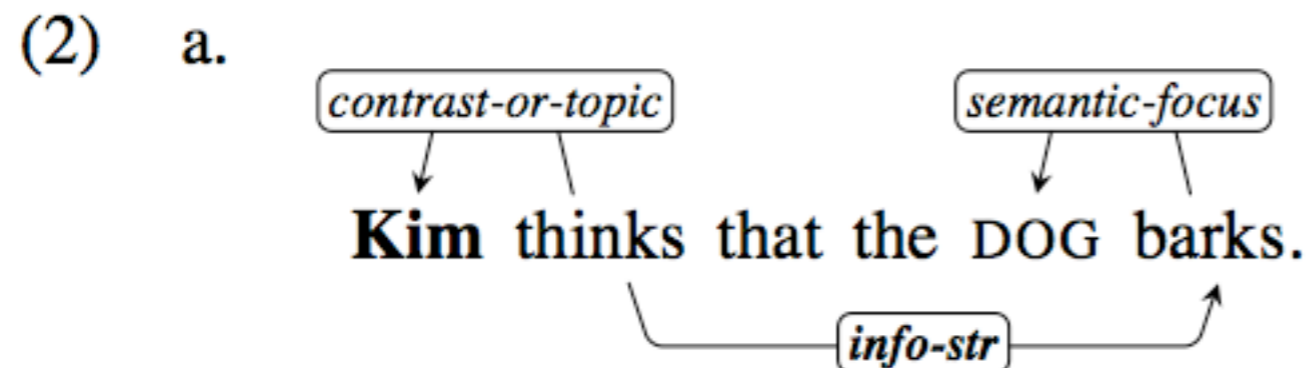 (2) a.
contrast-or-topic semantic-focus
Kim thinks that the DOG barks.
info-str